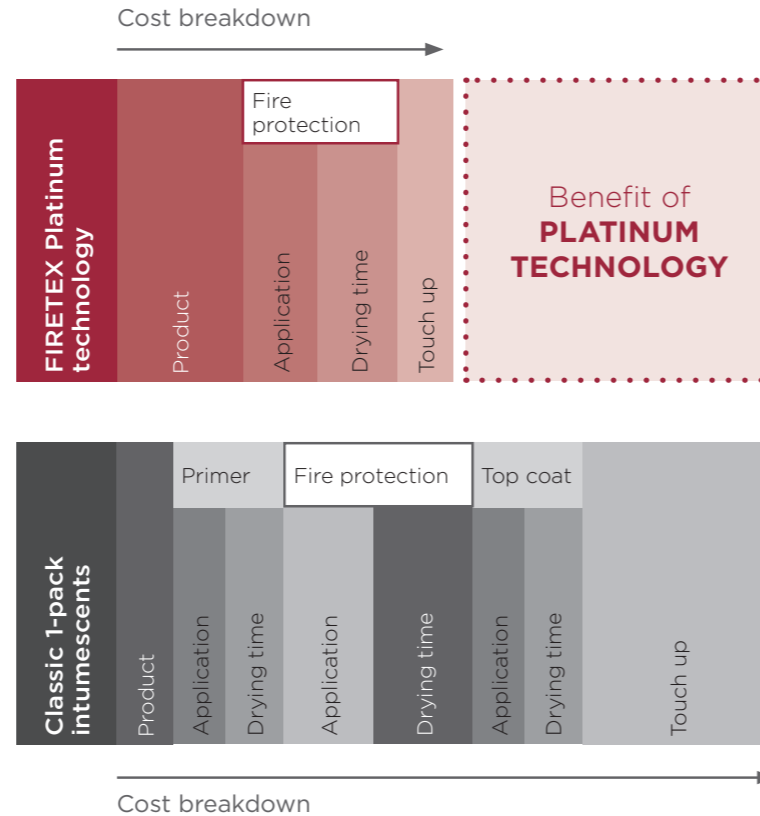 Cost breakdown
FIRETEX Platinum
technology
Product
Fire
protection
Application
Drying time
Touch up
Benefit of
PLATINUM
TECHNOLOGY
Classic 1-pack
intumescents
Product
Primer
Application
Drying time
Fire protection
Application
Drying time
Top coat
Application
Drying time
Touch up
Cost breakdown